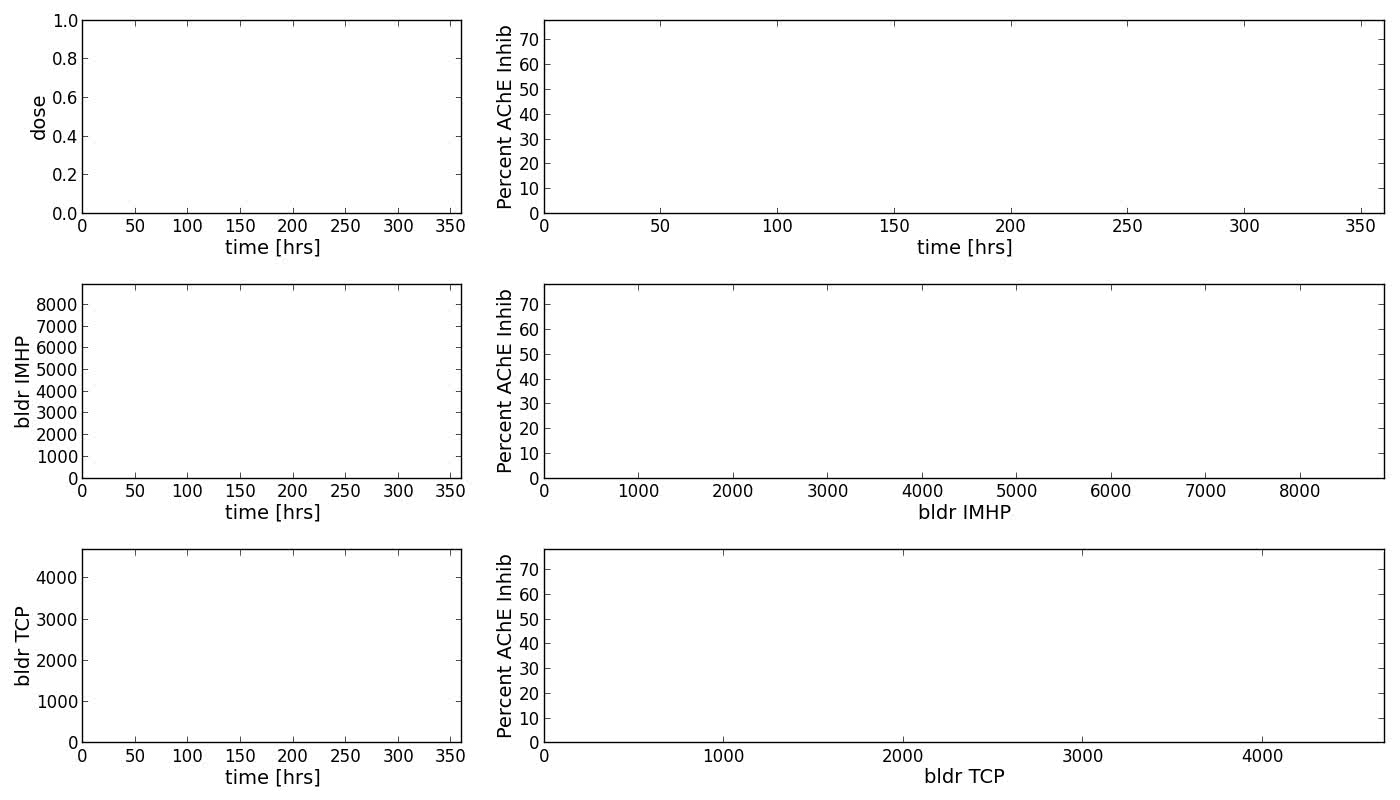 dose
1.0
0.8
0.6
0.4
0.2
0.0
0 50 100 150 200 250 300 350
time [hrs]
Percent AChE Inhib
70
60
50
40
30
20
10
0
0 50 100 150 200 250 300 350
time [hrs]
bldr IMHP
8000
7000
6000
5000
4000
3000
2000
1000
0
0 50 100 150 200 250 300 350
time [hrs]
Percent AChE Inhib
70
60
50
40
30
20
10
0
0 1000 2000 3000 4000 5000 6000 7000 8000
bldr IMHP
bldr TCP
4000
3000
2000
1000
0
0 50 100 150 200 250 300 350
time [hrs]
Percent AChE Inhib
70
60
50
40
30
20
10
0
0 1000 2000 3000 4000
bldr TCP